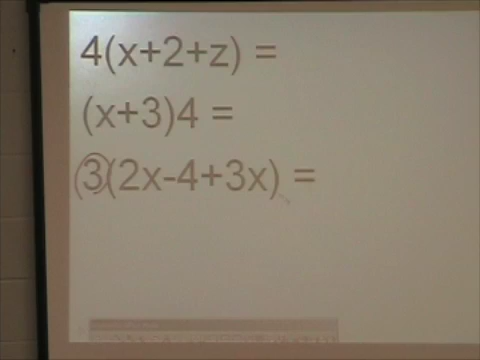 4(x+2+z) =
(x+3)4 =
(3(2x-4+3x) =